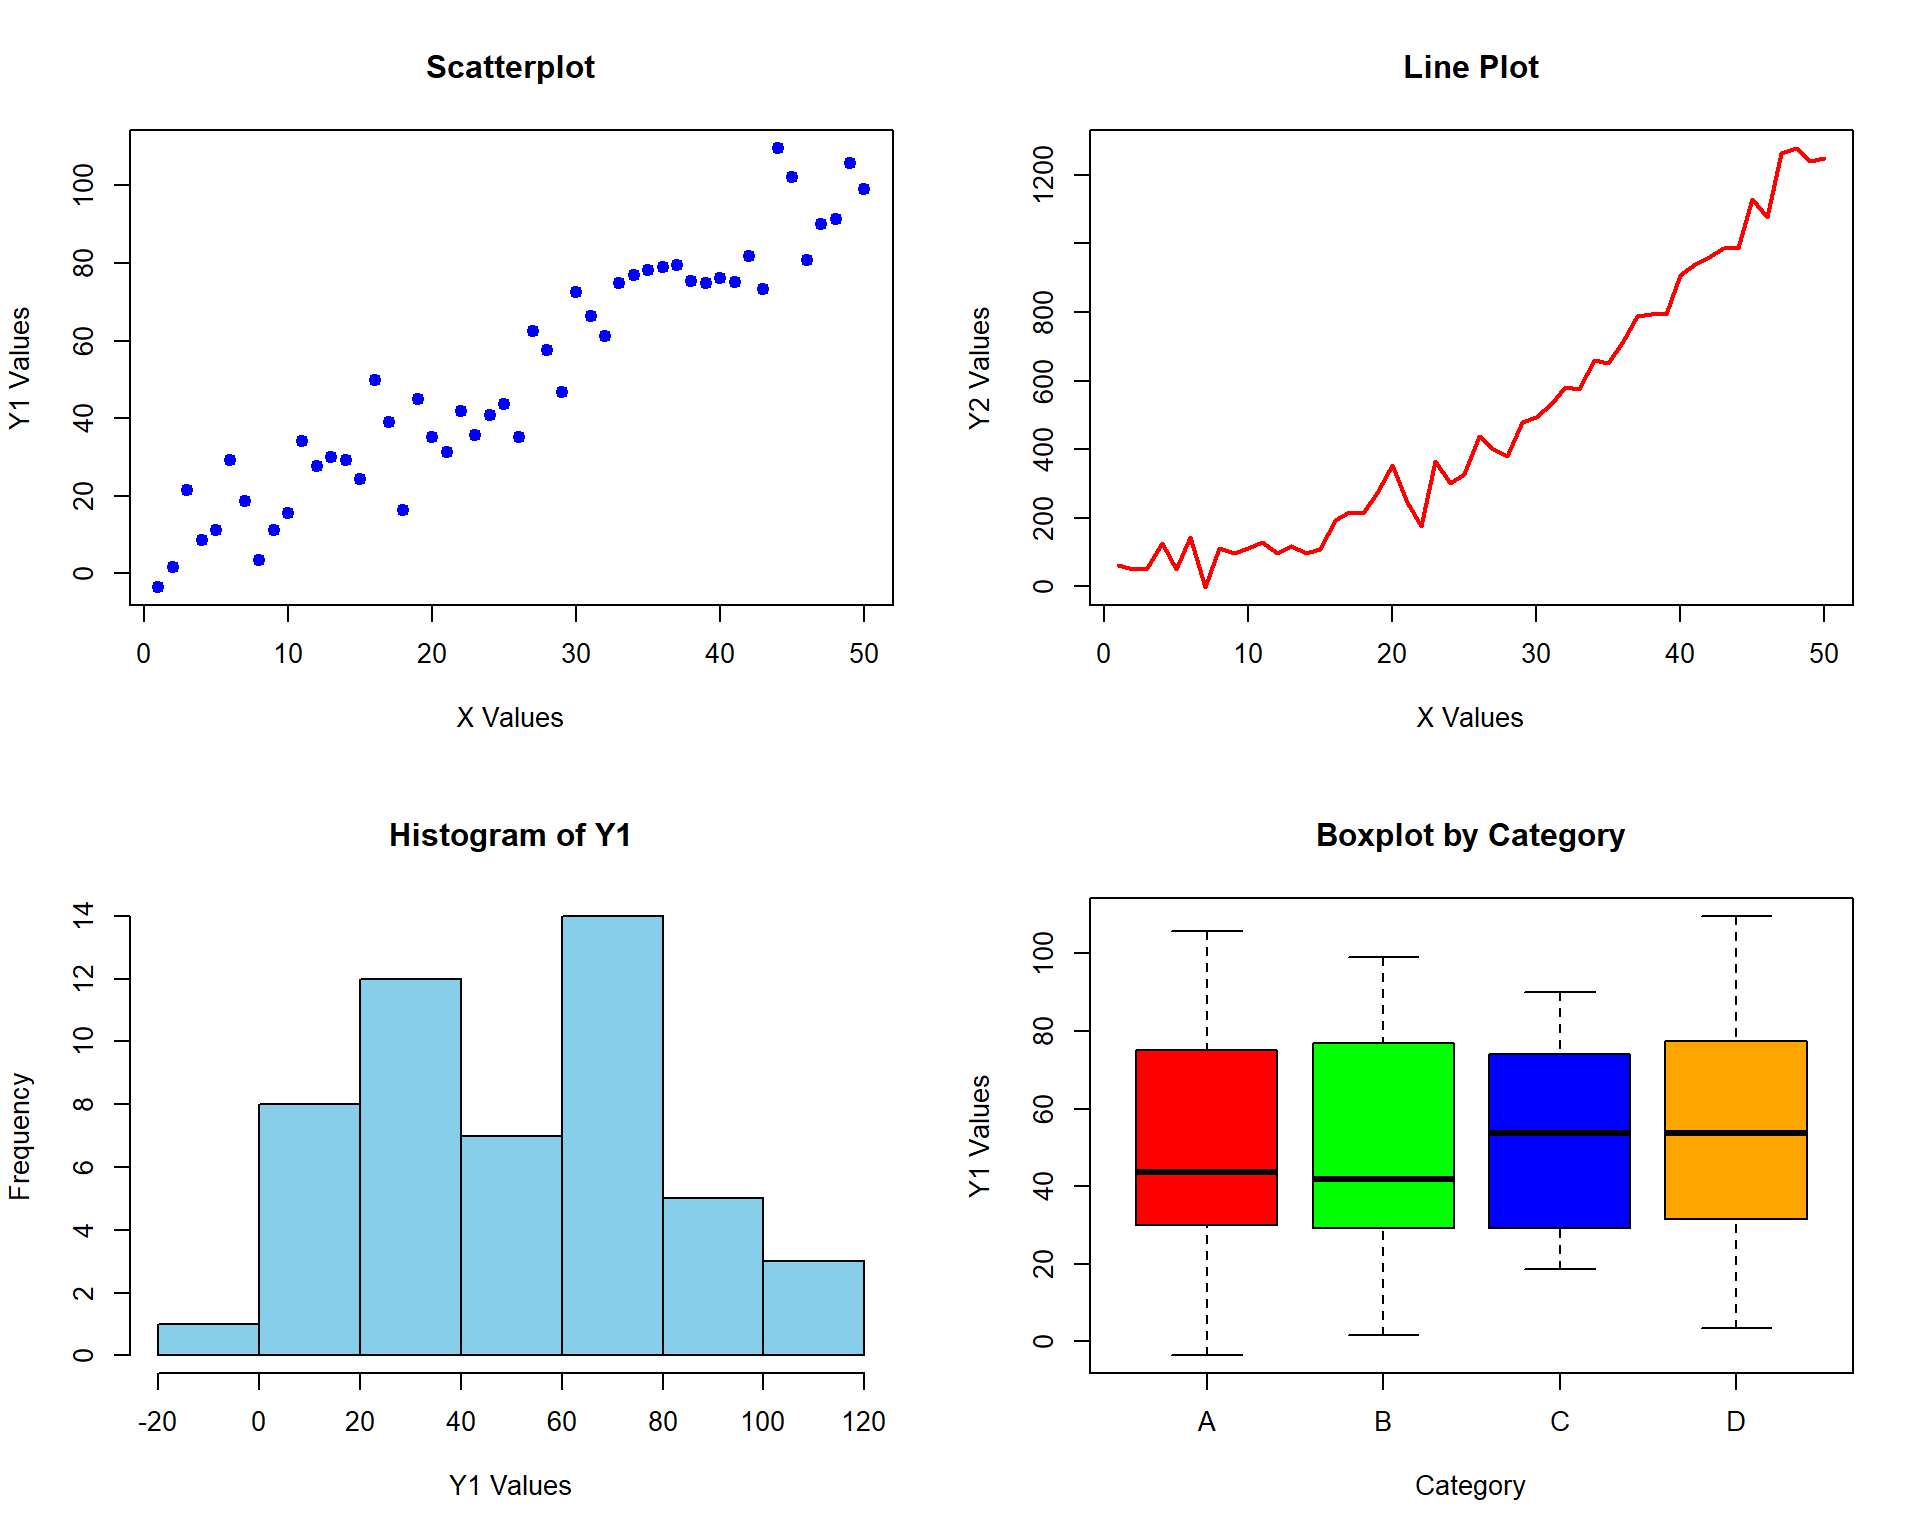 Scatterplot
Y1 Values
0 20 40 60 80 100
0 10 20 30 40 50
X Values
Line Plot
Y2 Values
0 200 400 600 800 1200
0 10 20 30 40 50
X Values
Histogram of Y1
Frequency
0 2 4 6 8 10 12 14
-20 0 20 40 60 80 100 120
Y1 Values
Boxplot by Category
Y1 Values
0 20 40 60 80 100
A B C D
Category